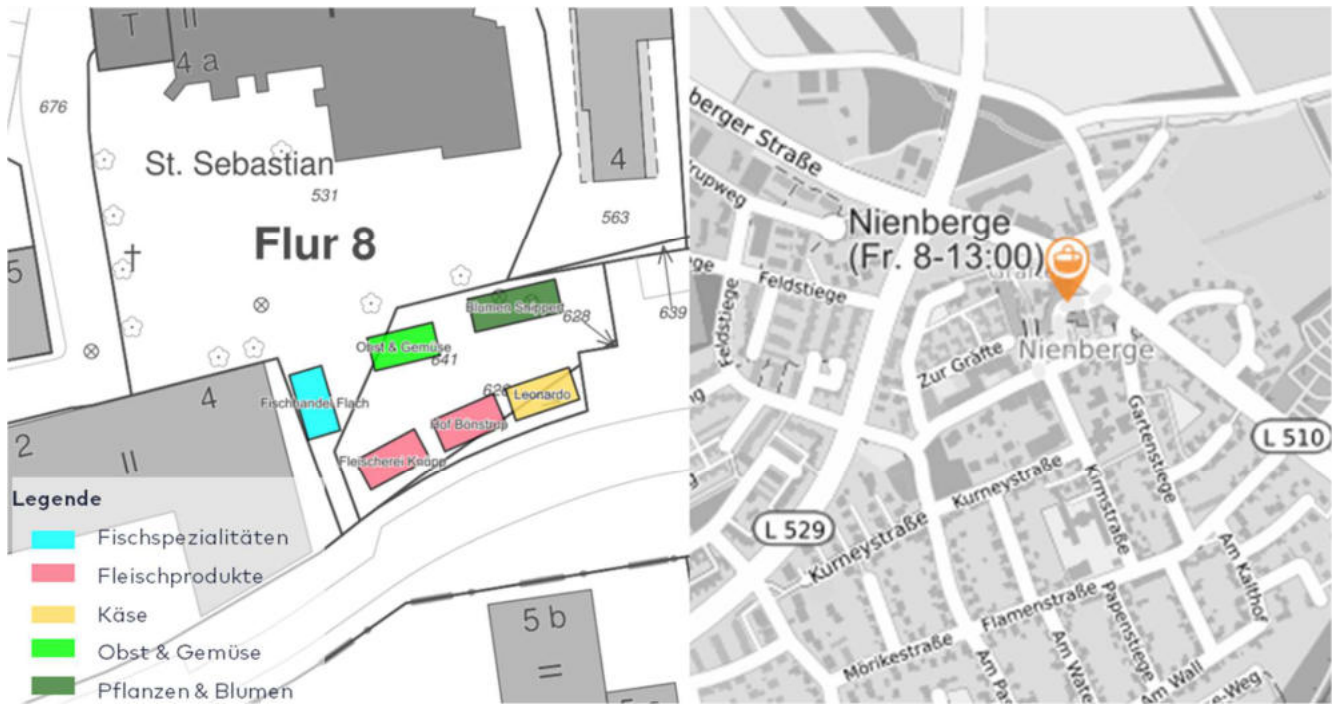 T
II
4 a
676
St. Sebastian
531
4
563
Flur 8
5
Blumen Snippert
628
639
Obst & Gemüse
641
Leonardo
Fischhandel Flach
4
Hof Bönstrup
2
II
Fleischerei Knopp
Legende
Fischspezialitäten
Fleischprodukte
Käse
Obst & Gemüse
Pflanzen & Blumen
5 b
II
berger Straße
Nienberge
(Fr. 8-13:00)
Feldstiege
Feldstiege
Zur Gräfte
Nienberge
Gartenstiege
L 510
Kurneystraße
Kirmstraße
L 529
Kurneystraße
Am Kalthof
Flamenstraße
Papenstiege
Mörikestraße
Am Wall